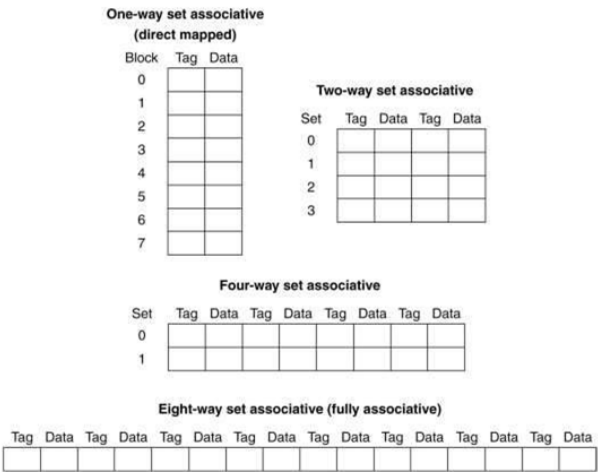 One-way set associative
(direct mapped)
Block Tag Data
0
1
2
3
4
5
6
7
Two-way set associative
Set Tag Data Tag Data
0
1
2
3
Four-way set associative
Set Tag Data Tag Data Tag Data Tag Data
0
1
Eight-way set associative (fully associative)
Tag Data Tag Data Tag Data Tag Data Tag Data Tag Data Tag Data Tag Data